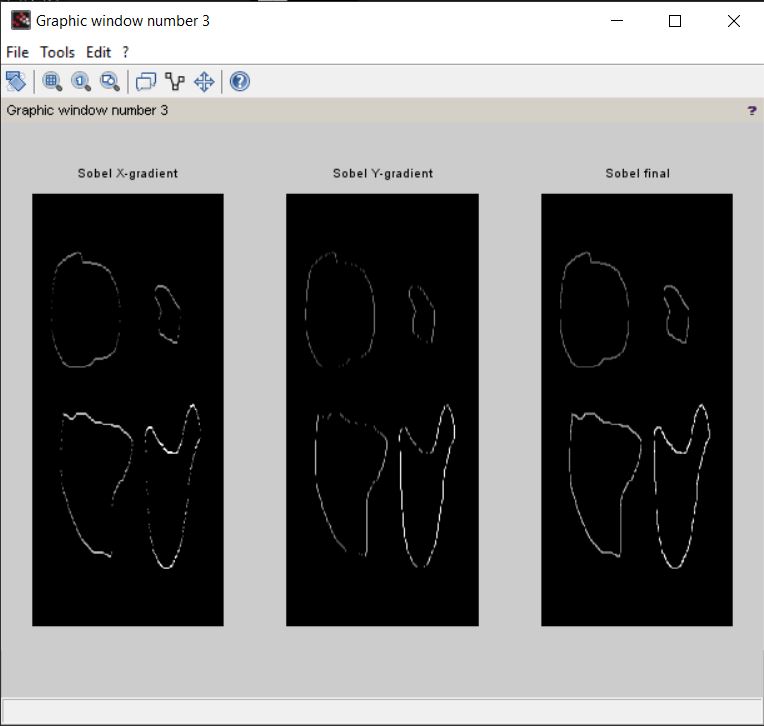 Graphic window number 3
File Tools Edit ?
Graphic window number 3 ?
Sobel X-gradient
Sobel Y-gradient
Sobel final